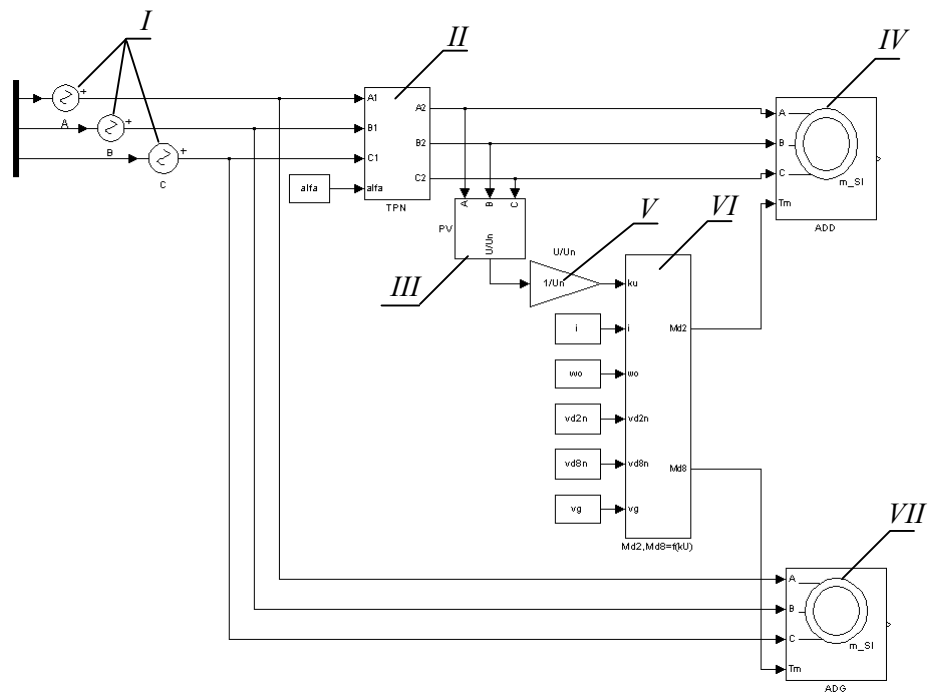 I
II
IV
+
A
+
B
+
C
A1
B1
C1
alfa
alfa
TPN
A2
B2
C2
A
B
C
Tm
m_SI
ADD
A
B
C
PV
U/Un
III
V
VI
U/Un
1/Un
ku
i
i
wo
wo
vd2n
vd2n
vd8n
vd8n
vg
vg
Md2
Md8
Md2,Md8=f(kU)
VII
A
B
C
Tm
m_SI
ADG